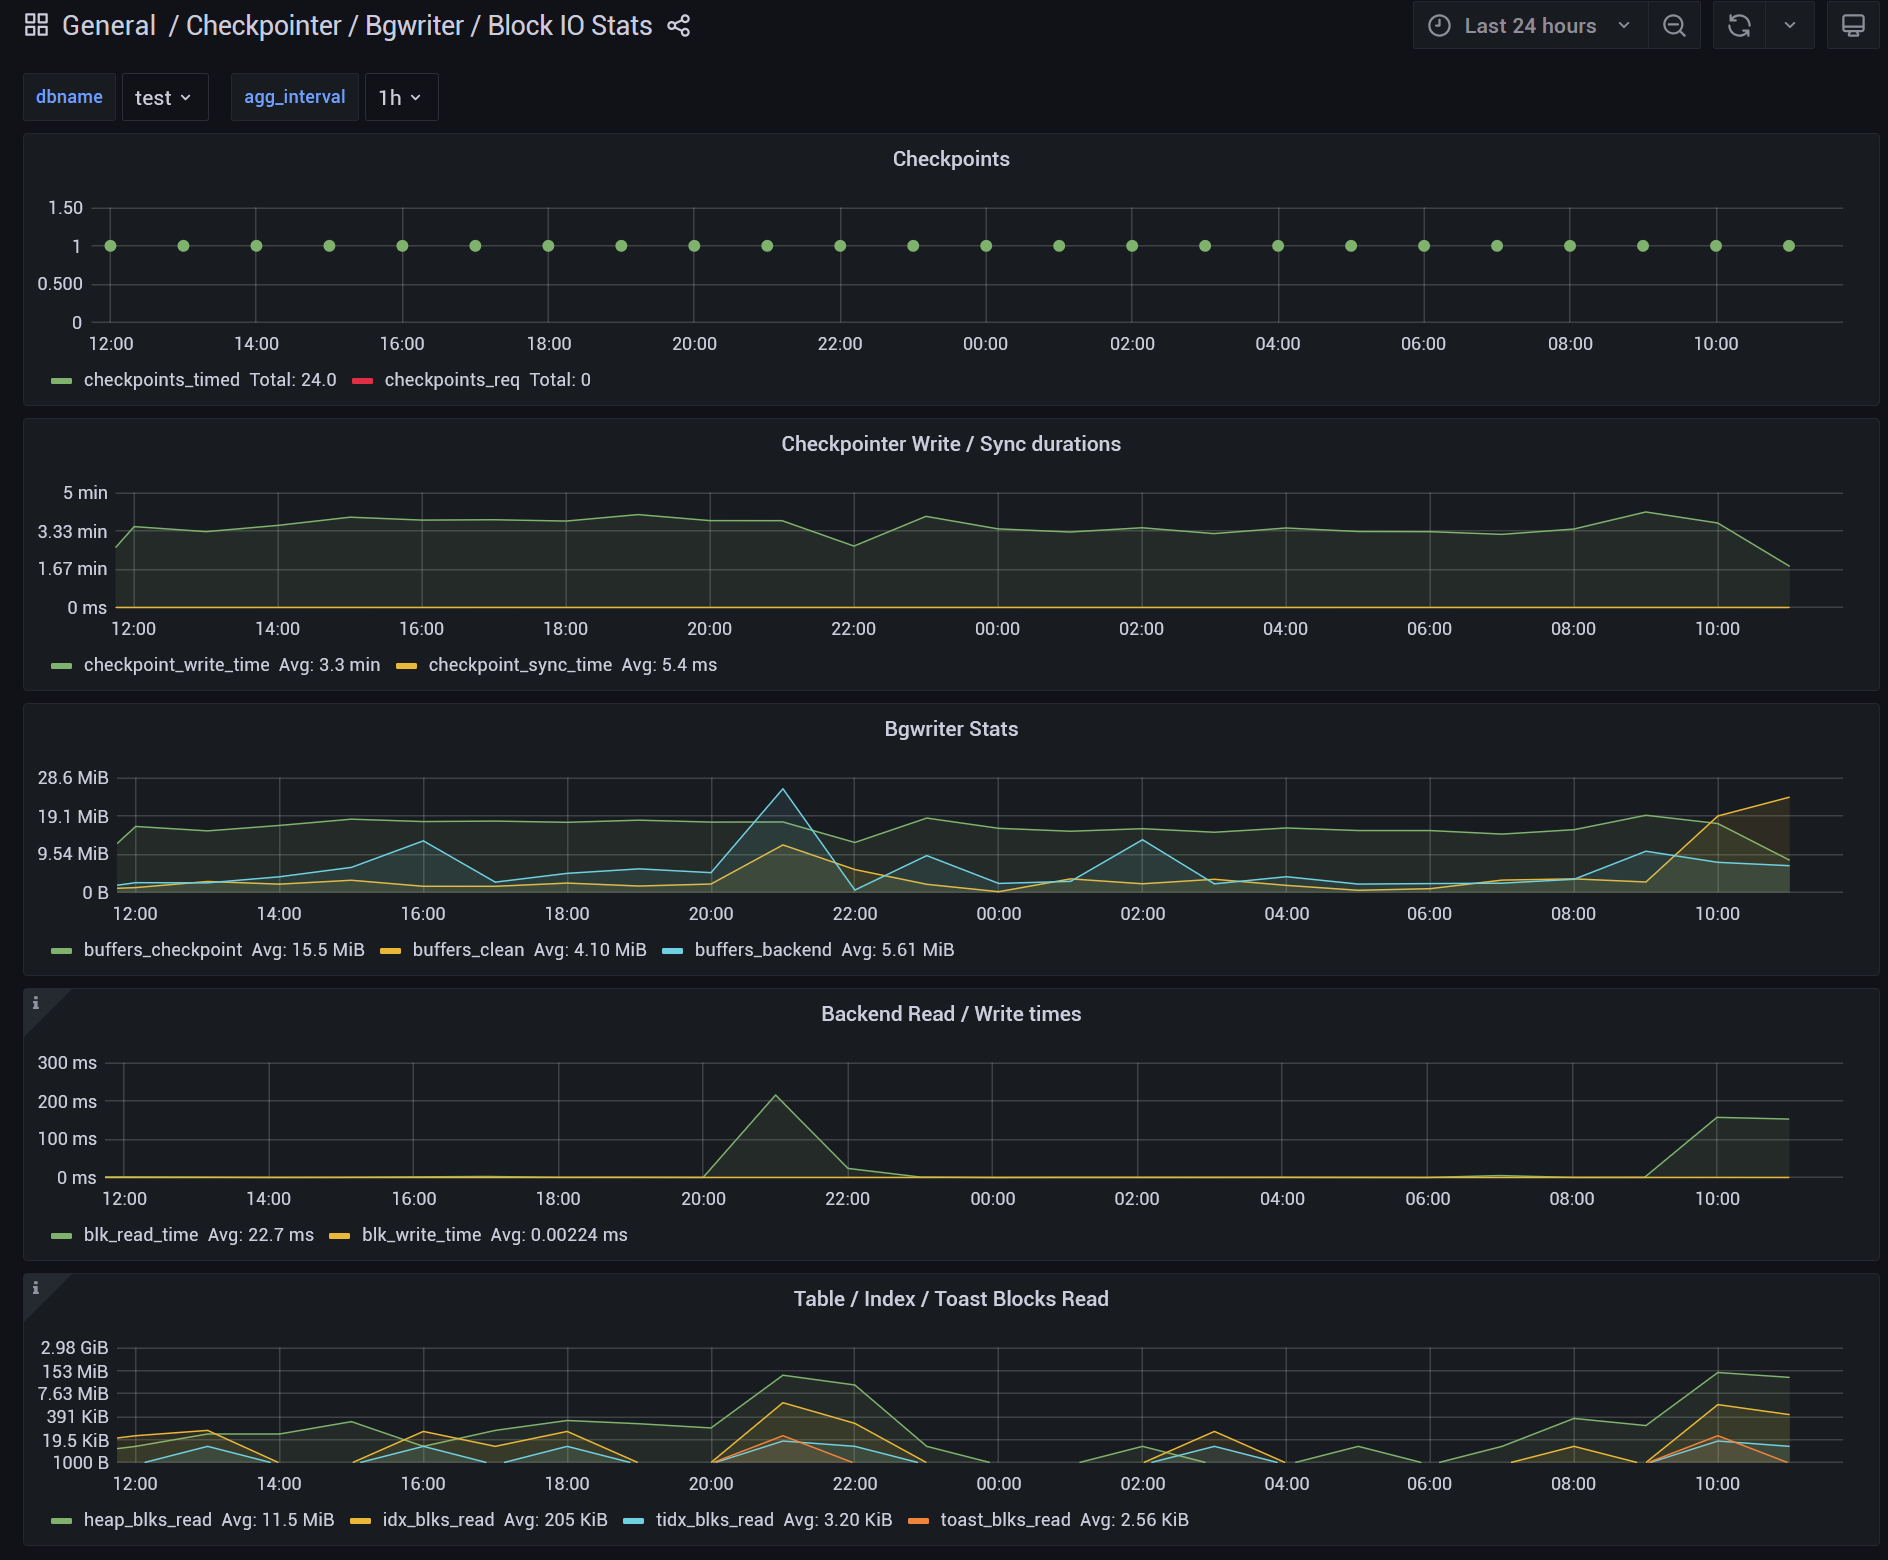 General / Checkpointer / Bgwriter / Block IO Stats
Last 24 hours
dbname test agg_interval 1h
Checkpoints
1.50
1
0.500
0
12:00 14:00 16:00 18:00 20:00 22:00 00:00 02:00 04:00 06:00 08:00 10:00
checkpoints_timed Total: 24.0 checkpoints_req Total: 0
Checkpointer Write / Sync durations
5 min
3.33 min
1.67 min
0 ms
12:00 14:00 16:00 18:00 20:00 22:00 00:00 02:00 04:00 06:00 08:00 10:00
checkpoint_write_time Avg: 3.3 min checkpoint_sync_time Avg: 5.4 ms
Bgwriter Stats
28.6 MiB
19.1 MiB
9.54 MiB
0 B
12:00 14:00 16:00 18:00 20:00 22:00 00:00 02:00 04:00 06:00 08:00 10:00
buffers_checkpoint Avg: 15.5 MiB buffers_clean Avg: 4.10 MiB buffers_backend Avg: 5.61 MiB
i
Backend Read / Write times
300 ms
200 ms
100 ms
0 ms
12:00 14:00 16:00 18:00 20:00 22:00 00:00 02:00 04:00 06:00 08:00 10:00
blk_read_time Avg: 22.7 ms blk_write_time Avg: 0.00224 ms
i
Table / Index / Toast Blocks Read
2.98 GiB
153 MiB
7.63 MiB
391 KiB
19.5 KiB
1000 B
12:00 14:00 16:00 18:00 20:00 22:00 00:00 02:00 04:00 06:00 08:00 10:00
heap_blks_read Avg: 11.5 MiB idx_blks_read Avg: 205 KiB tidx_blks_read Avg: 3.20 KiB toast_blks_read Avg: 2.56 KiB